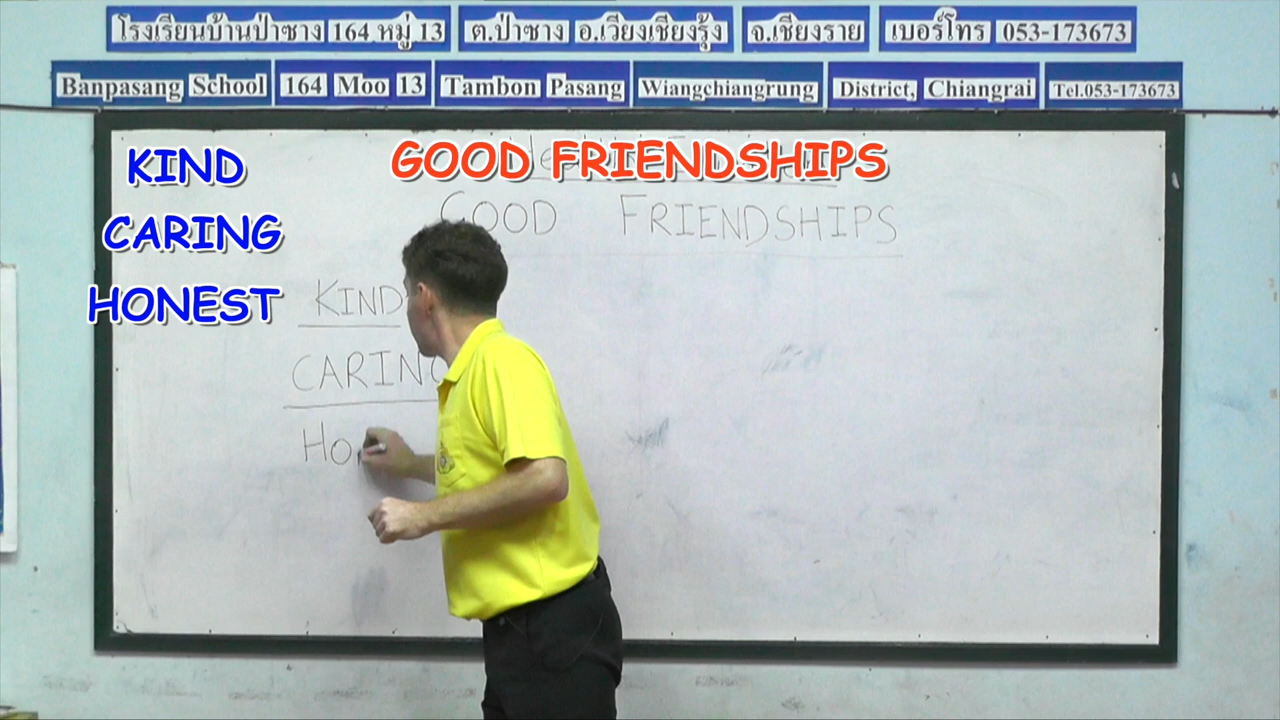 โรงเรียนบ้านป่าซาง 164 หมู่ 13 ต.ป่าซาง อ.เวียงเชียงรุ้ง จ.เชียงราย เบอร์โทร 053-173673
Banpasang School 164 Moo 13 Tambon Pasang Wiangchiangrung District, Chiangrai Tel.053-173673
GOOD FRIENDSHIPS
KIND
CARING
HONEST
GOOD FRIENDSHIPS
KIND
CARING
Ho